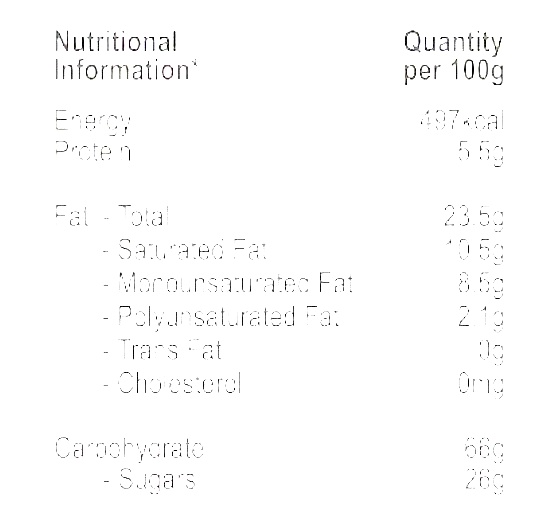 Nutritional Quantity
Information* per 100g
Energy 497kcal
Protein 5.5g
Fat - Total 23.5g
- Saturated Fat 10.5g
- Monounsaturated Fat 8.5g
- Polyunsaturated Fat 2.1g
- Trans Fat 0g
- Cholesterol 0mg
Carbohydrate 66g
- Sugars 26g